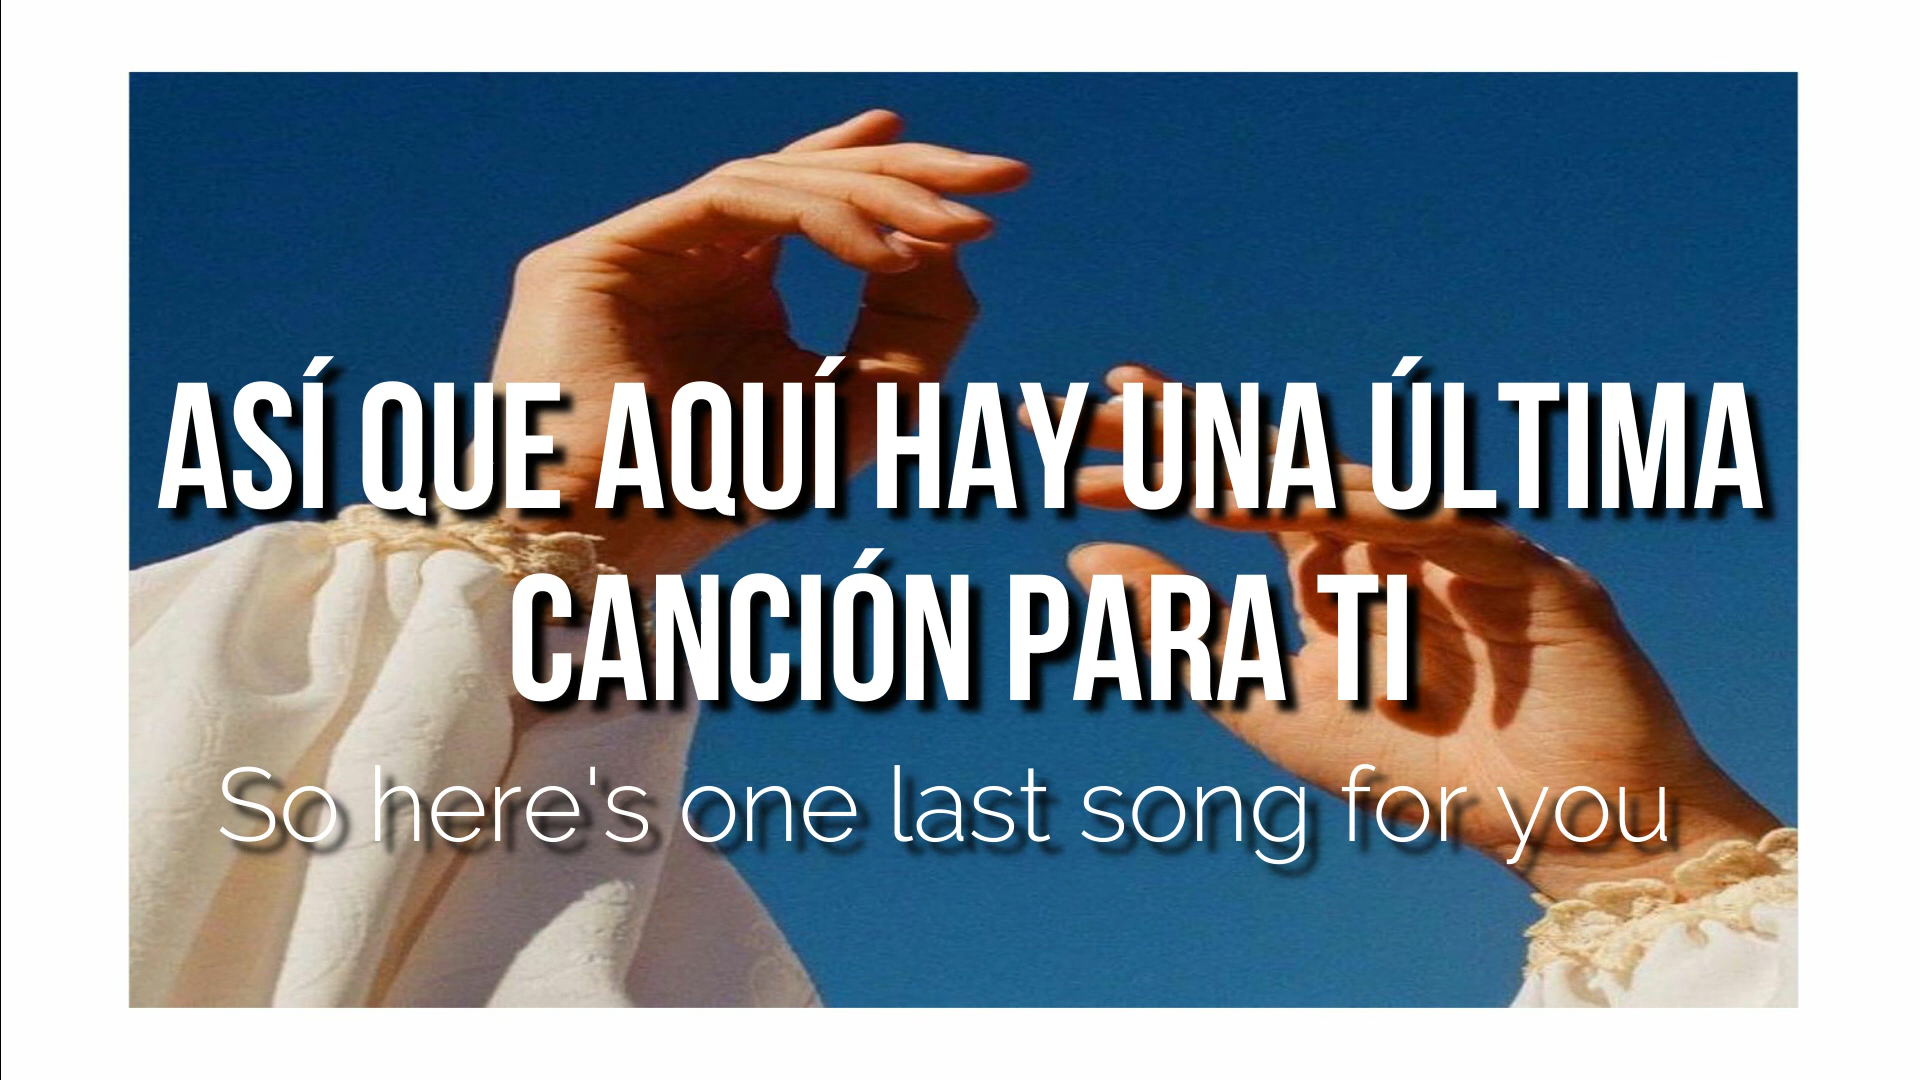 ASÍ QUE AQUÍ HAY UNA ÚLTIMA
CANCIÓN PARA TI
So here's one last song for you